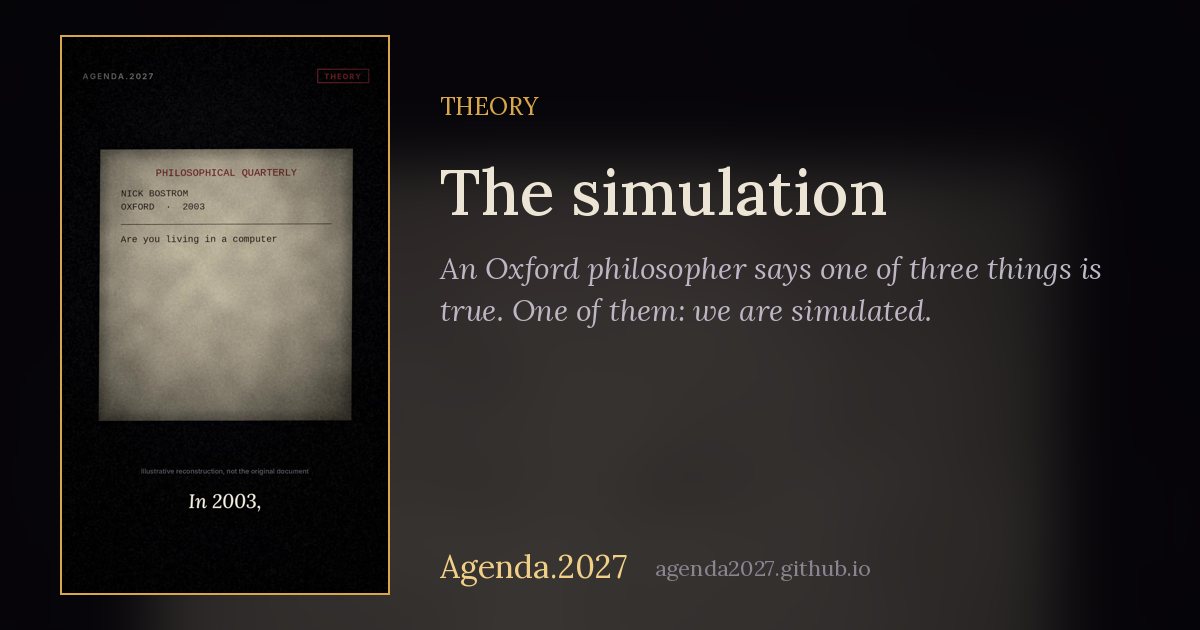 AGENDA.2027
THEORY
PHILOSOPHICAL QUARTERLY
NICK BOSTROM
OXFORD · 2003
Are you living in a computer
Illustrative reconstruction, not the original document
In 2003,
THEORY
The simulation
An Oxford philosopher says one of three things is
true. One of them: we are simulated.
Agenda.2027 agenda2027.github.io